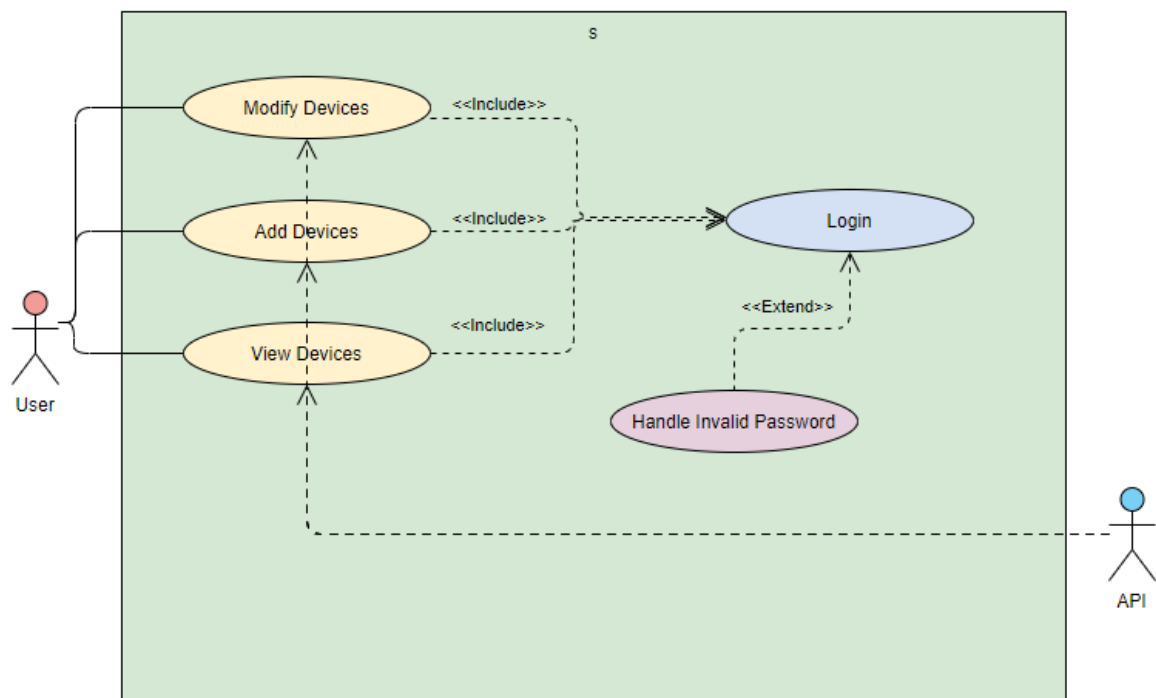 s
Modify Devices
<<Include>>
Add Devices
<<Include>>
Login
View Devices
<<Include>>
<<Extend>>
Handle Invalid Password
User
API